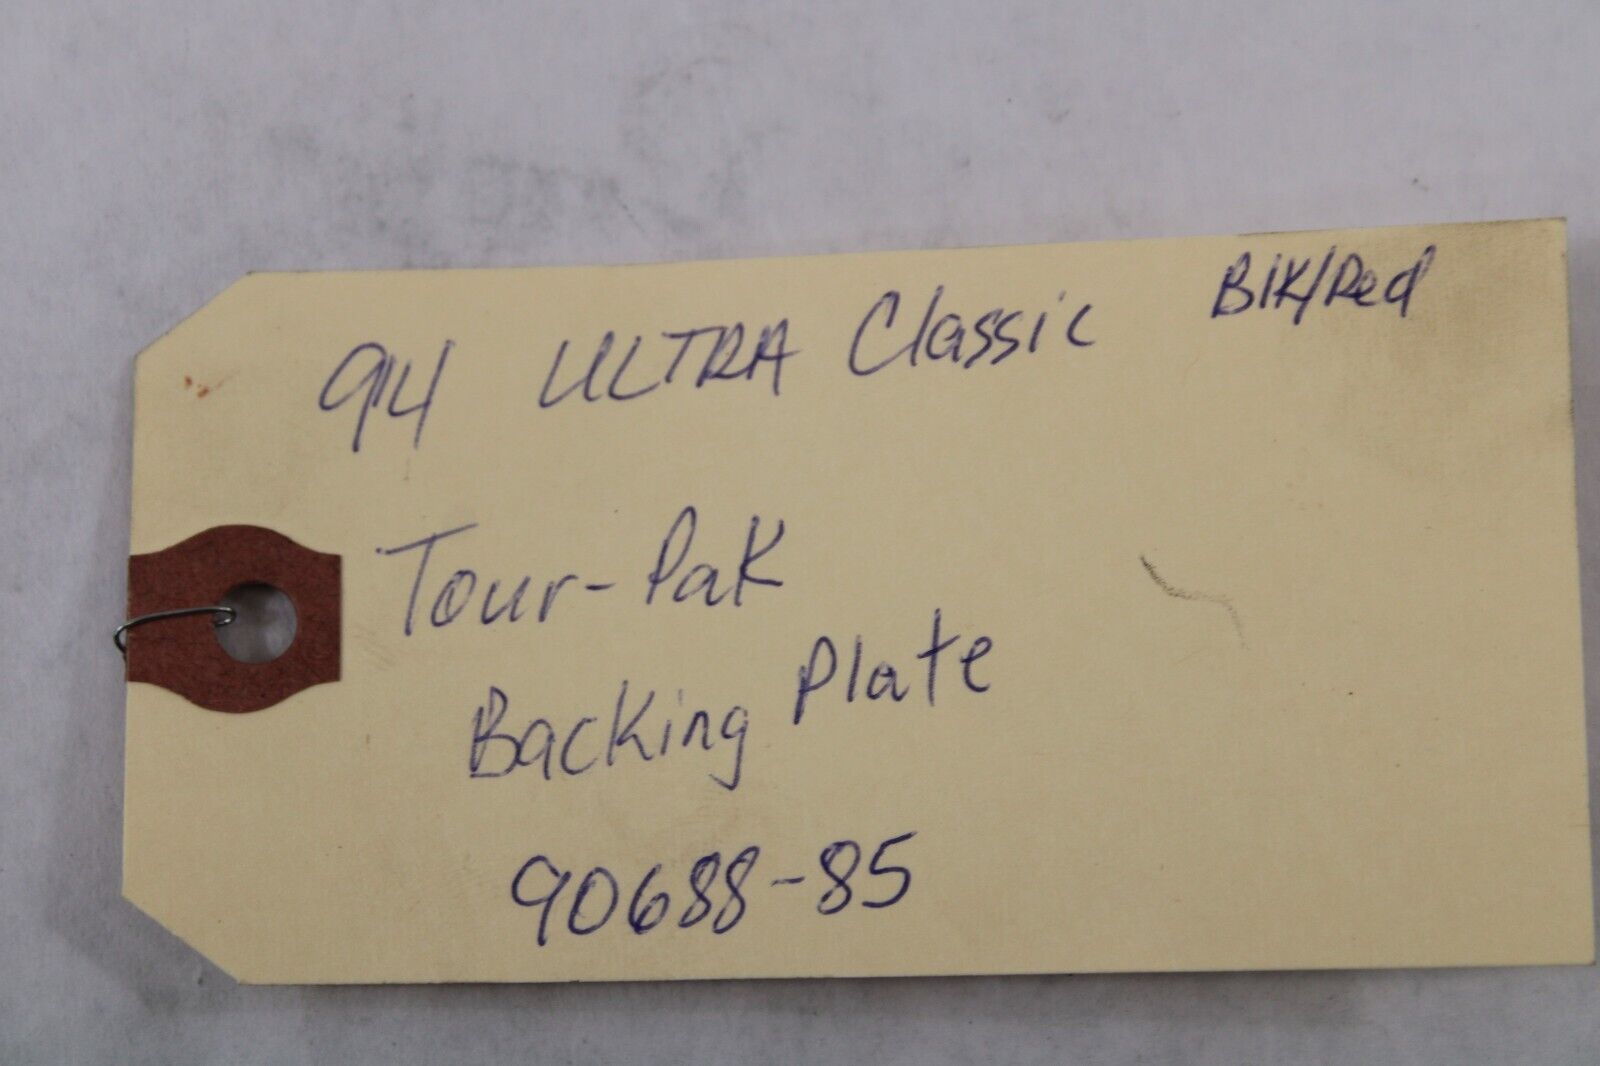 94 ULTRA Classic Blk/Red
Tour-Pak
Backing Plate
90688-85